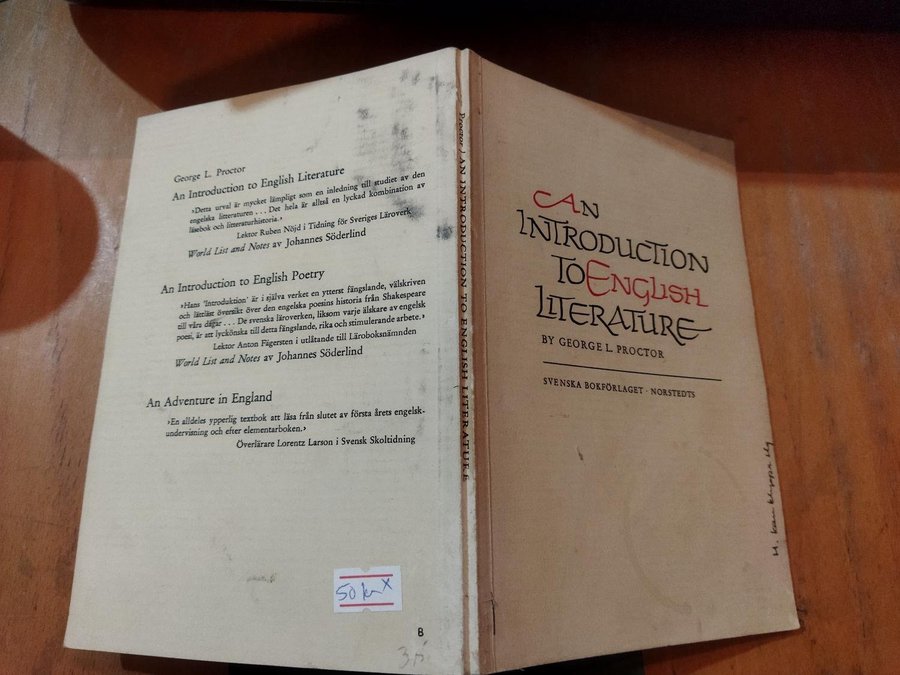 George L. Proctor
An Introduction to English Literature
»Detta urval är mycket lämpligt som en inledning till studiet av den
engelska litteraturen . . . Det hela är alltså en lyckad kombination av
läsebok och litteraturhistoria.»
Lektor Ruben Nöjd i Tidning för Sveriges Läroverk
World List and Notes av Johannes Söderlind
An Introduction to English Poetry
»Hans 'Introduktion' är i själva verket en ytterst fängslande, välskriven
och lättläst översikt över den engelska poesins historia från Shakespeare
till våra dagar . . . De svenska läroverken, liksom varje älskare av engelsk
poesi, är att lyckönska till detta fängslande, rika och stimulerande arbete.»
Lektor Anton Fägersten i utlåtande till Läroboksnämnden
World List and Notes av Johannes Söderlind
An Adventure in England
»En alldeles ypperlig textbok att läsa från slutet av första årets engelsk-
undervisning och efter elementarboken.»
Överlärare Lorentz Larson i Svensk Skoltidning
50 kr x
B
Proctor / AN INTRODUCTION TO ENGLISH LITERATURE
AN
INTRODUCTION
TO ENGLISH
LITERATURE
BY GEORGE L. PROCTOR
SVENSKA BOKFÖRLAGET · NORSTEDTS